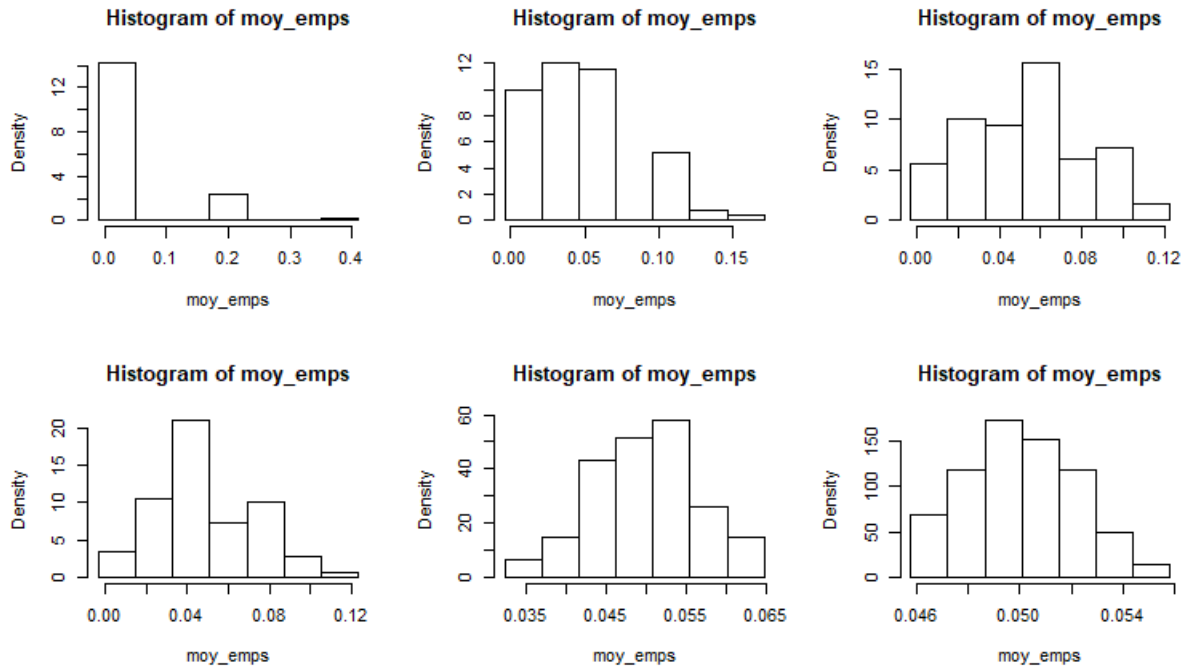 Histogram of moy_emps
Density
0 4 8 12
0.0 0.1 0.2 0.3 0.4
moy_emps
Histogram of moy_emps
Density
0 2 4 6 8 12
0.00 0.05 0.10 0.15
moy_emps
Histogram of moy_emps
Density
0 5 10 15
0.00 0.04 0.08 0.12
moy_emps
Histogram of moy_emps
Density
0 5 10 15 20
0.00 0.04 0.08 0.12
moy_emps
Histogram of moy_emps
Density
0 20 40 60
0.035 0.045 0.055 0.065
moy_emps
Histogram of moy_emps
Density
0 50 100 150
0.046 0.050 0.054
moy_emps